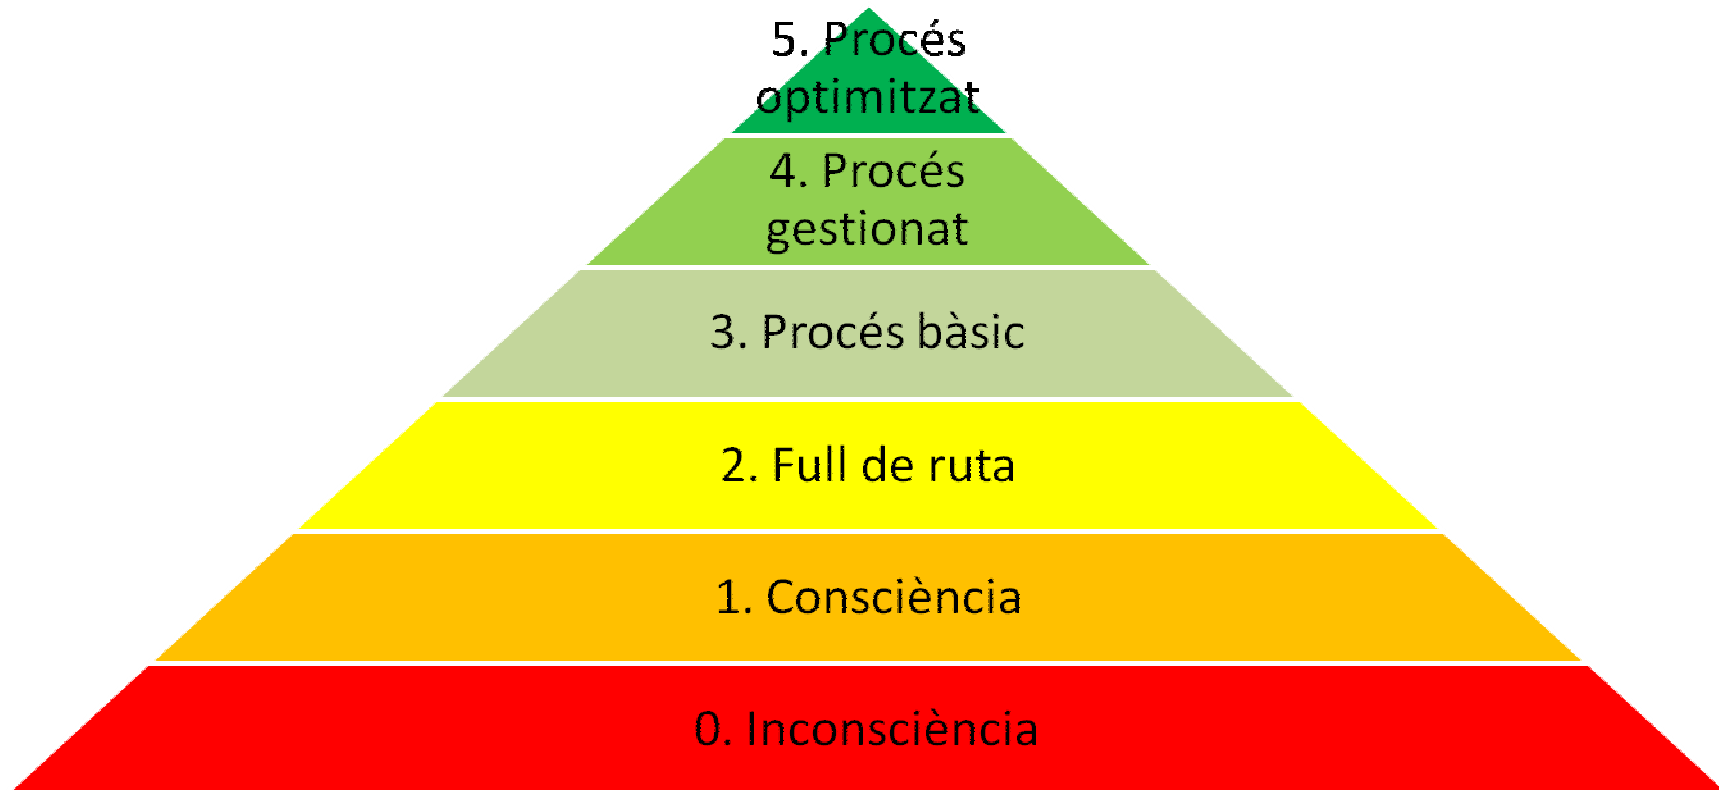 5. Procés
optimitzat
4. Procés
gestionat
3. Procés bàsic
2. Full de ruta
1. Consciència
0. Inconsciència